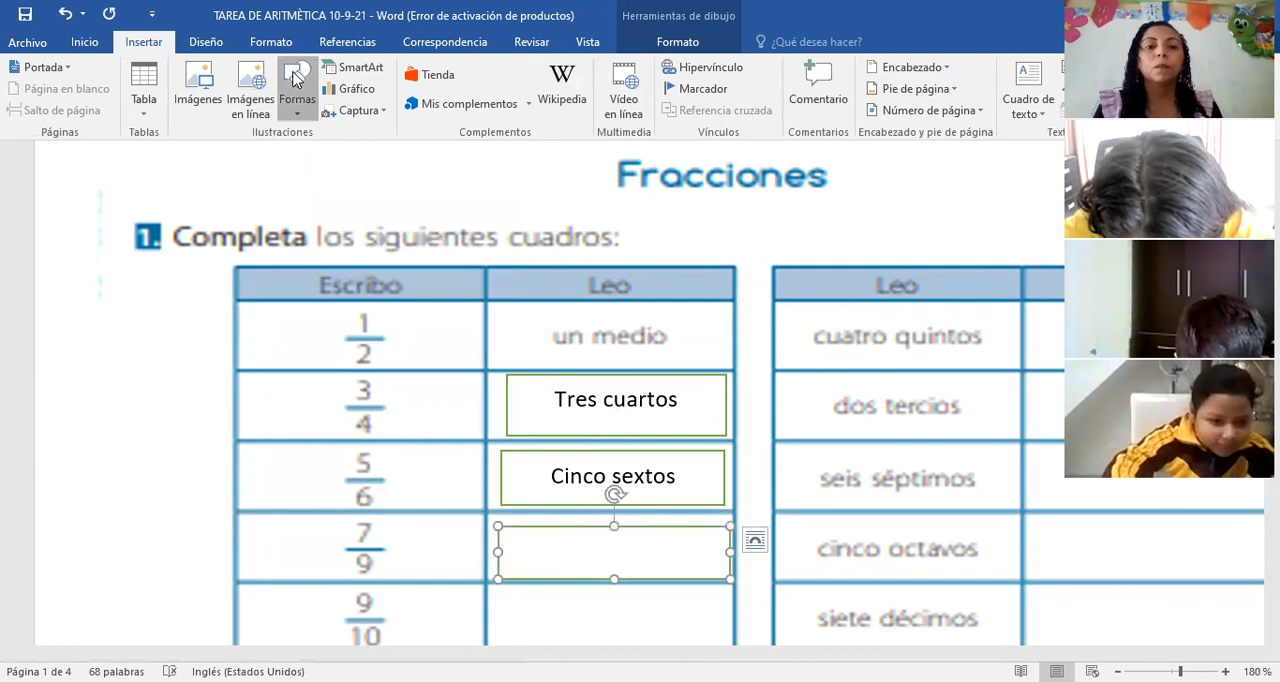 TAREA DE ARITMÈTICA 10-9-21 - Word (Error de activación de productos)
Herramientas de dibujo
Archivo Inicio Insertar Diseño Formato Referencias Correspondencia Revisar Vista Formato ¿Qué desea hacer?
Portada
Página en blanco
Salto de página
Páginas
Tabla
Tablas
Imágenes
Imágenes en línea
Formas
SmartArt
Gráfico
Captura
Ilustraciones
Tienda
Mis complementos
Wikipedia
Complementos
Vídeo en línea
Multimedia
Hipervínculo
Marcador
Referencia cruzada
Vínculos
Comentario
Comentarios
Encabezado
Pie de página
Número de página
Encabezado y pie de página
Cuadro de texto
Fracciones
1. Completa los siguientes cuadros:
Escribo Leo Leo
1/2 un medio cuatro quintos
3/4 Tres cuartos dos tercios
5/6 Cinco sextos seis séptimos
7/9 cinco octavos
9/10 siete décimos
Página 1 de 4 68 palabras Inglés (Estados Unidos) 180 %